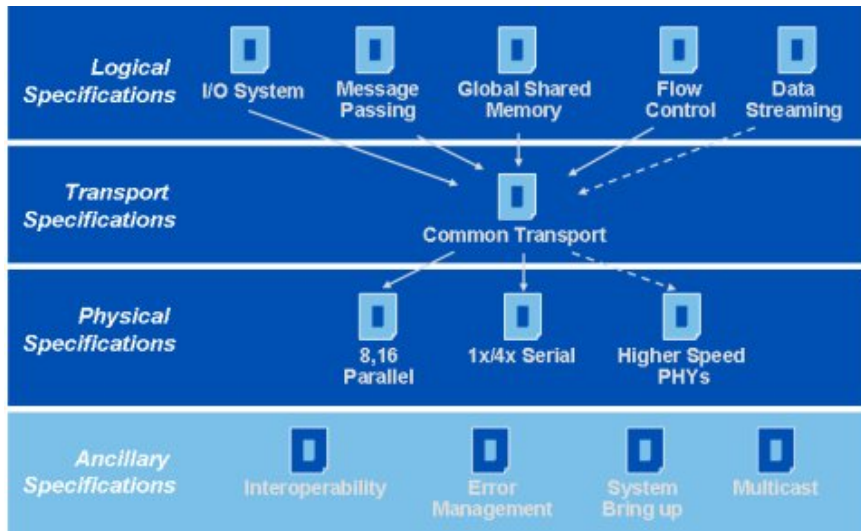 Logical
Specifications
I/O System
Message
Passing
Global Shared
Memory
Flow
Control
Data
Streaming
Transport
Specifications
Common Transport
Physical
Specifications
8,16
Parallel
1x/4x Serial
Higher Speed
PHYs
Ancillary
Specifications
Interoperability
Error
Management
System
Bring up
Multicast